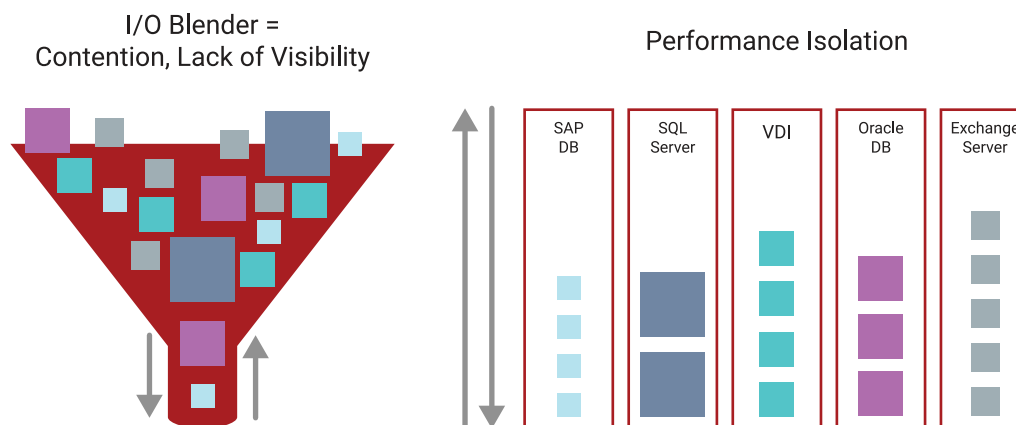 I/O Blender =
Contention, Lack of Visibility
Performance Isolation
SAP
DB
SQL
Server
VDI
Oracle
DB
Exchange
Server